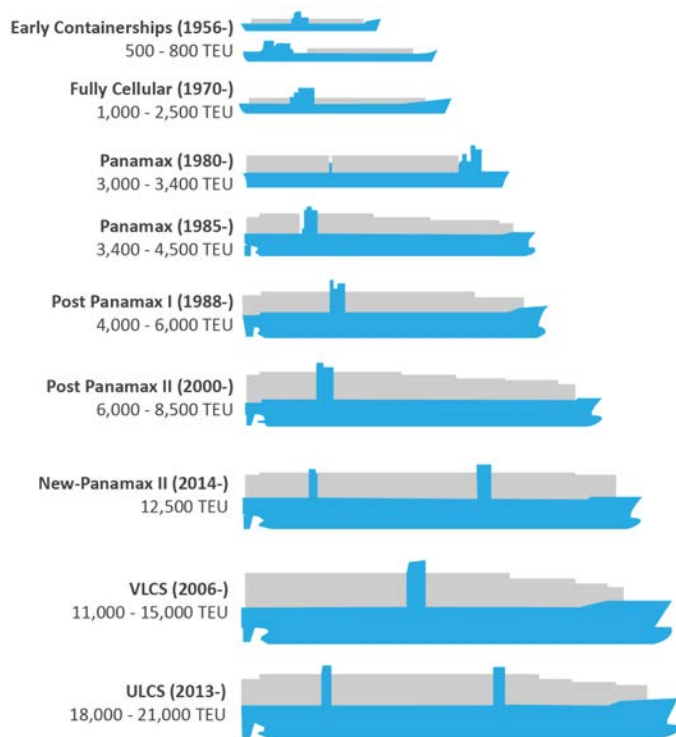 Early Containerships (1956-)
500 - 800 TEU
Fully Cellular (1970-)
1,000 - 2,500 TEU
Panamax (1980-)
3,000 - 3,400 TEU
Panamax (1985-)
3,400 - 4,500 TEU
Post Panamax I (1988-)
4,000 - 6,000 TEU
Post Panamax II (2000-)
6,000 - 8,500 TEU
New-Panamax II (2014-)
12,500 TEU
VLCS (2006-)
11,000 - 15,000 TEU
ULCS (2013-)
18,000 - 21,000 TEU